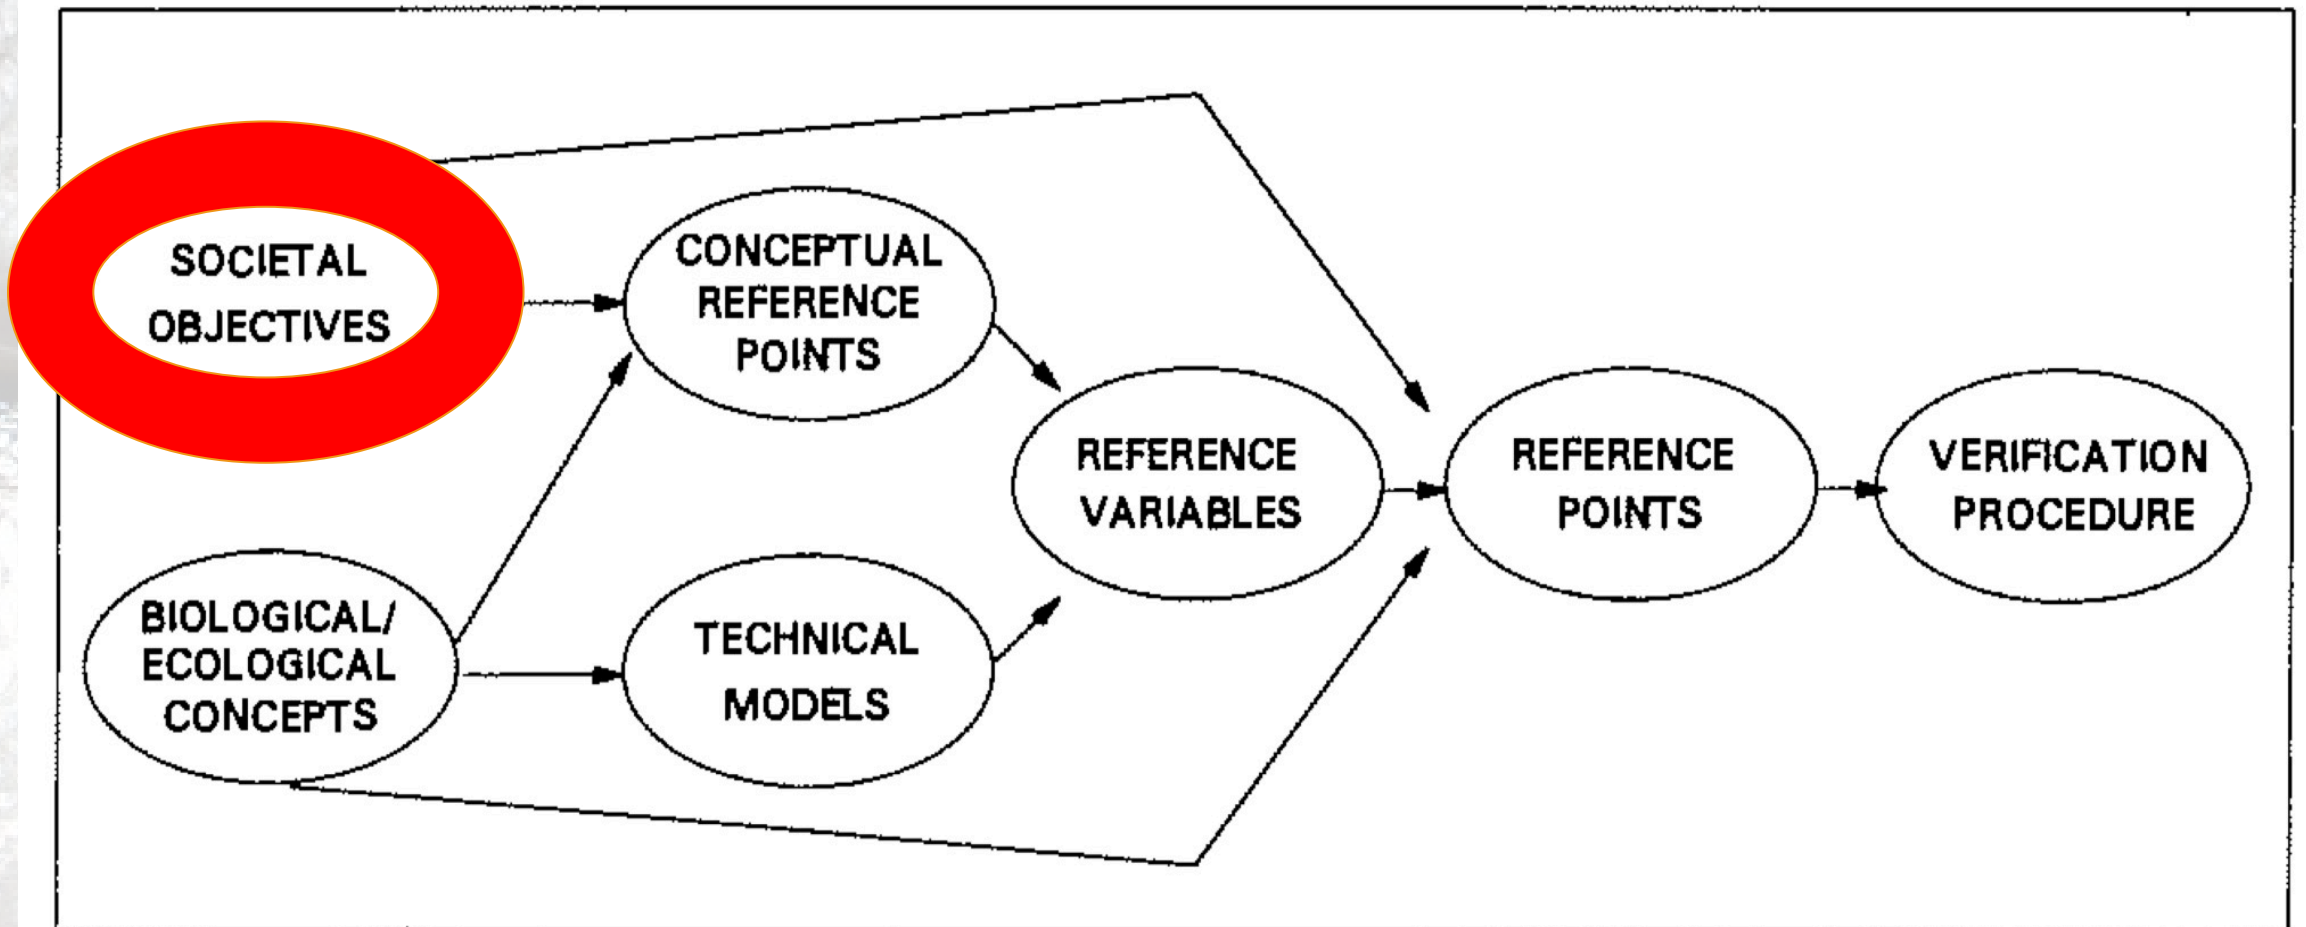 SOCIETAL
OBJECTIVES
CONCEPTUAL
REFERENCE
POINTS
BIOLOGICAL/
ECOLOGICAL
CONCEPTS
TECHNICAL
MODELS
REFERENCE
VARIABLES
REFERENCE
POINTS
VERIFICATION
PROCEDURE